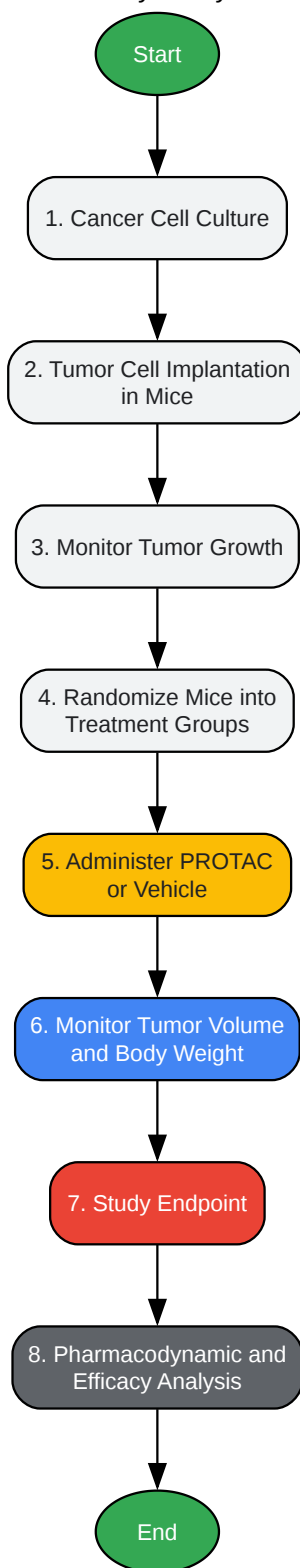 Start
1. Cancer Cell Culture
2. Tumor Cell Implantation
in Mice
3. Monitor Tumor Growth
4. Randomize Mice into
Treatment Groups
5. Administer PROTAC
or Vehicle
6. Monitor Tumor Volume
and Body Weight
7. Study Endpoint
8. Pharmacodynamic and
Efficacy Analysis
End